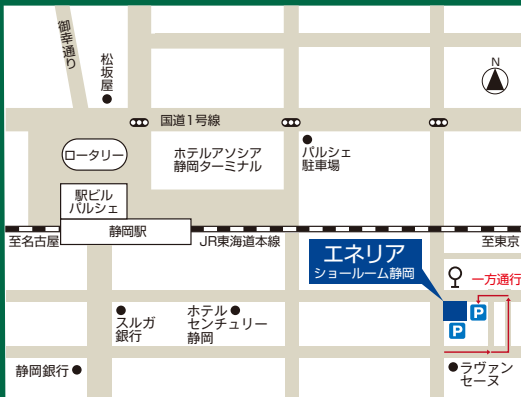 御幸通り
松坂屋
N
国道1号線
ロータリー
ホテルアソシア
静岡ターミナル
パルシェ
駐車場
駅ビル
パルシェ
静岡駅
至名古屋
JR東海道本線
至東京
エネリア
ショールーム静岡
一方通行
P
P
スルガ
銀行
ホテル
センチュリー
静岡
静岡銀行
ラヴァン
セーヌ